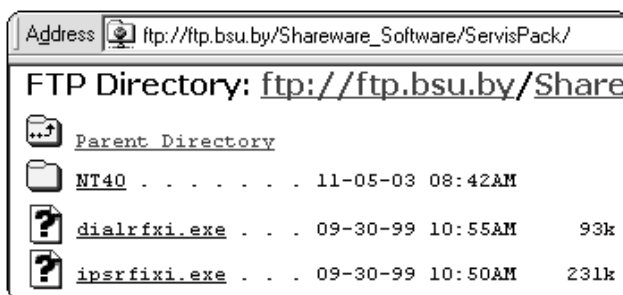 Address ftp://ftp.bsu.by/Shareware_Software/ServisPack/
FTP Directory: ftp://ftp.bsu.by/Share
Parent Directory
NT40 . . . . . . . 11-05-03 08:42AM
dialrfxi.exe . . . 09-30-99 10:55AM 93k
ipsrfixi.exe . . . 09-30-99 10:50AM 231k